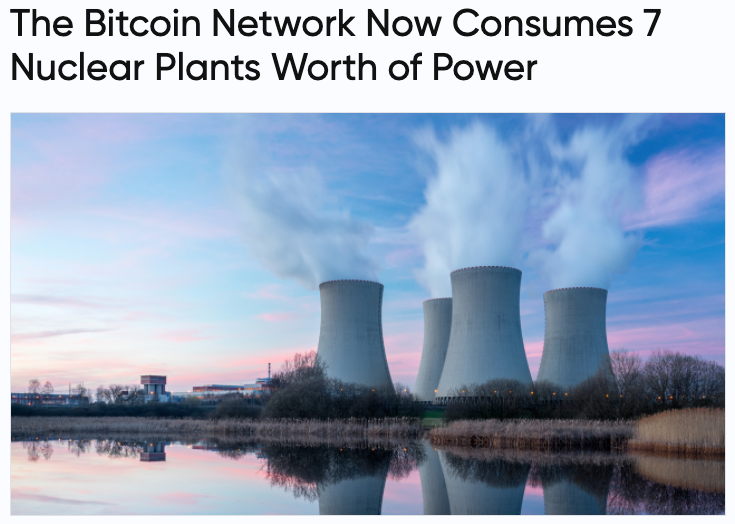 The Bitcoin Network Now Consumes 7
Nuclear Plants Worth of Power